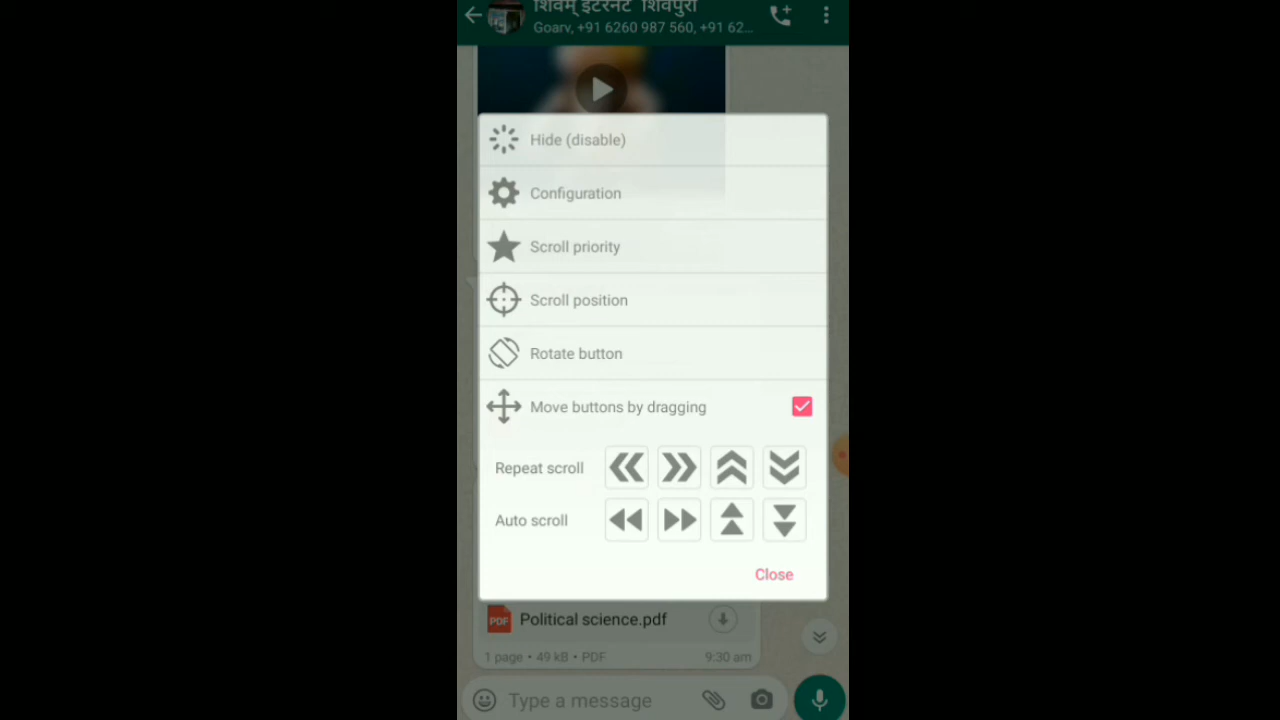 शिवम् इंटरनेट शिवपुरी
Goarv, +91 6260 987 560, +91 62...
Hide (disable)
Configuration
Scroll priority
Scroll position
Rotate button
Move buttons by dragging
Repeat scroll
Auto scroll
Close
PDF Political science.pdf
1 page • 49 kB • PDF 9:30 am
Type a message